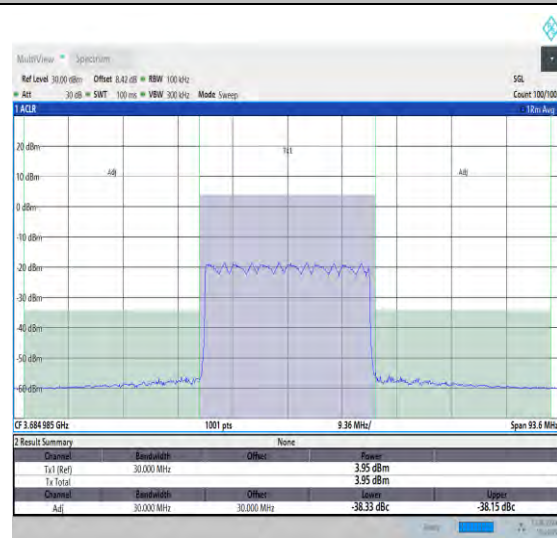 MultiView Spectrum
Ref Level 30.00 dBm Offset 8.42 dB RBW 100 kHz SGL
Att 30 dB SWT 100 ms VBW 300 kHz Mode Sweep Count 100/100
1 ACLR 1Rm Avg
20 dBm
Tx1
10 dBm Adj Adj
0 dBm
-10 dBm
-20 dBm
-30 dBm
-40 dBm
-50 dBm
-60 dBm
CF 3.684985 GHz 1001 pts 9.36 MHz/ Span 93.6 MHz
2 Result Summary None
Channel Bandwidth Offset Power
Tx1 (Ref) 30.000 MHz 3.95 dBm
Tx Total 3.95 dBm
Channel Bandwidth Offset Lower Upper
Adj 30.000 MHz 30.000 MHz -38.33 dBc -38.15 dBc